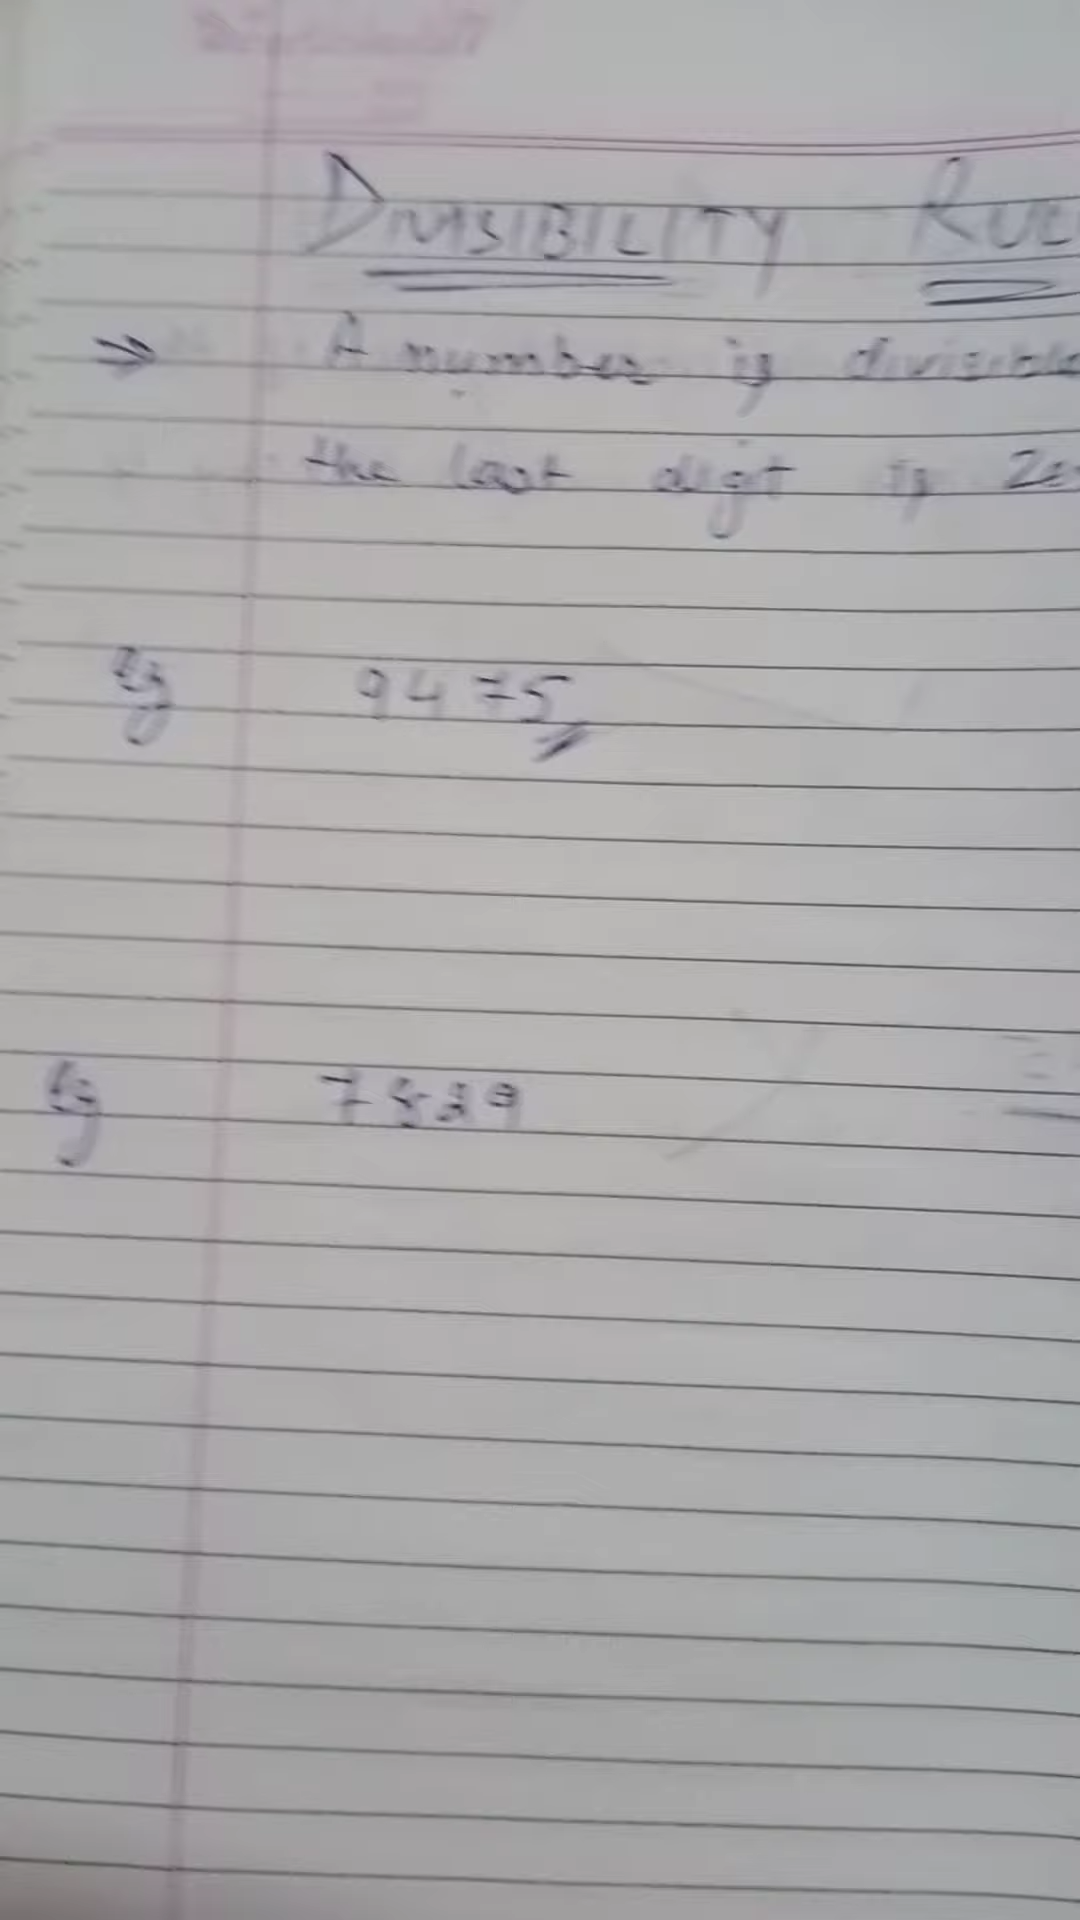 DIVISIBILITY RUL
⇒ A number is divisible
the last digit is Ze
Eg 9475
Eg 7839